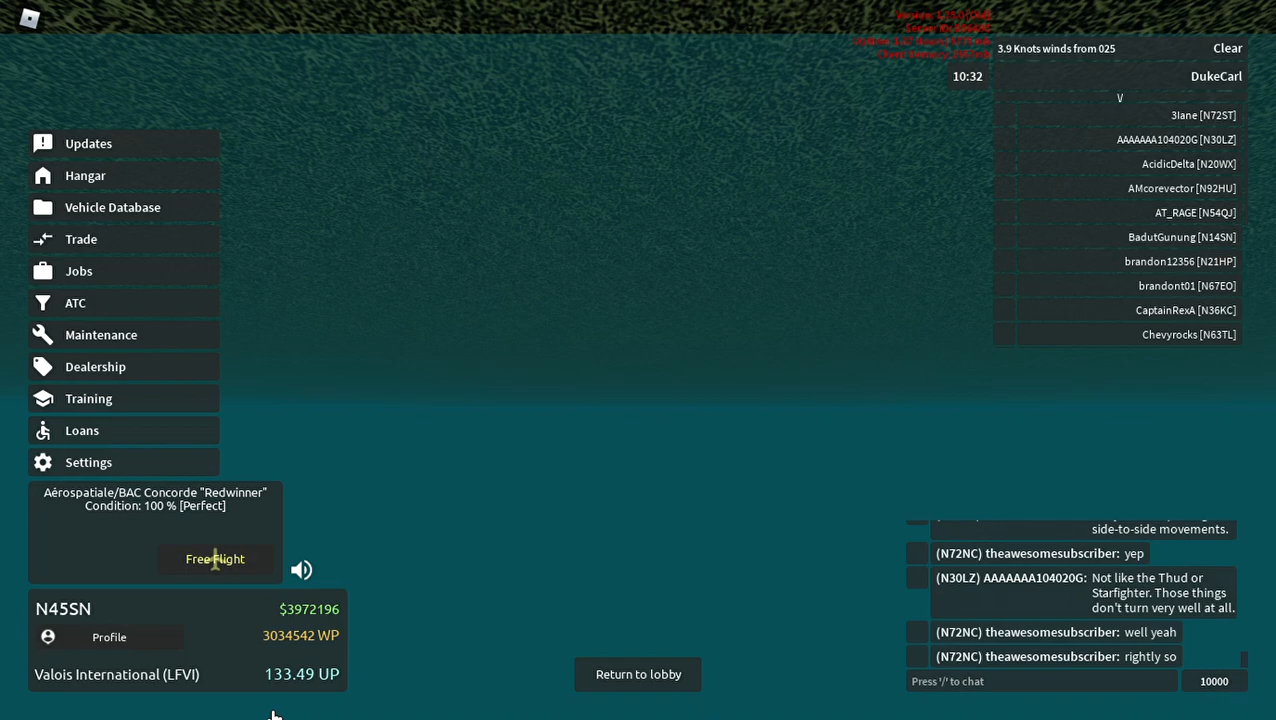 3.9 Knots winds from 025
Clear
10:32
DukeCarl
V
3lane [N72ST]
AAAAAAA104020G [N30LZ]
AcidicDelta [N20WX]
AMcorevector [N92HU]
AT_RAGE [N54QJ]
BadutGunung [N14SN]
brandon12356 [N21HP]
brandont01 [N67EO]
CaptainRexA [N36KC]
Chevyrocks [N63TL]
Updates
Hangar
Vehicle Database
Trade
Jobs
ATC
Maintenance
Dealership
Training
Loans
Settings
Aérospatiale/BAC Concorde "Redwinner"
Condition: 100 % [Perfect]
Free Flight
N45SN
$3972196
Profile
3034542 WP
Valois International (LFVI)
133.49 UP
Return to lobby
side-to-side movements.
(N72NC) theawesomesubscriber: yep
(N30LZ) AAAAAAA104020G: Not like the Thud or
Starfighter. Those things
don't turn very well at all.
(N72NC) theawesomesubscriber: well yeah
(N72NC) theawesomesubscriber: rightly so
Press '/' to chat
10000